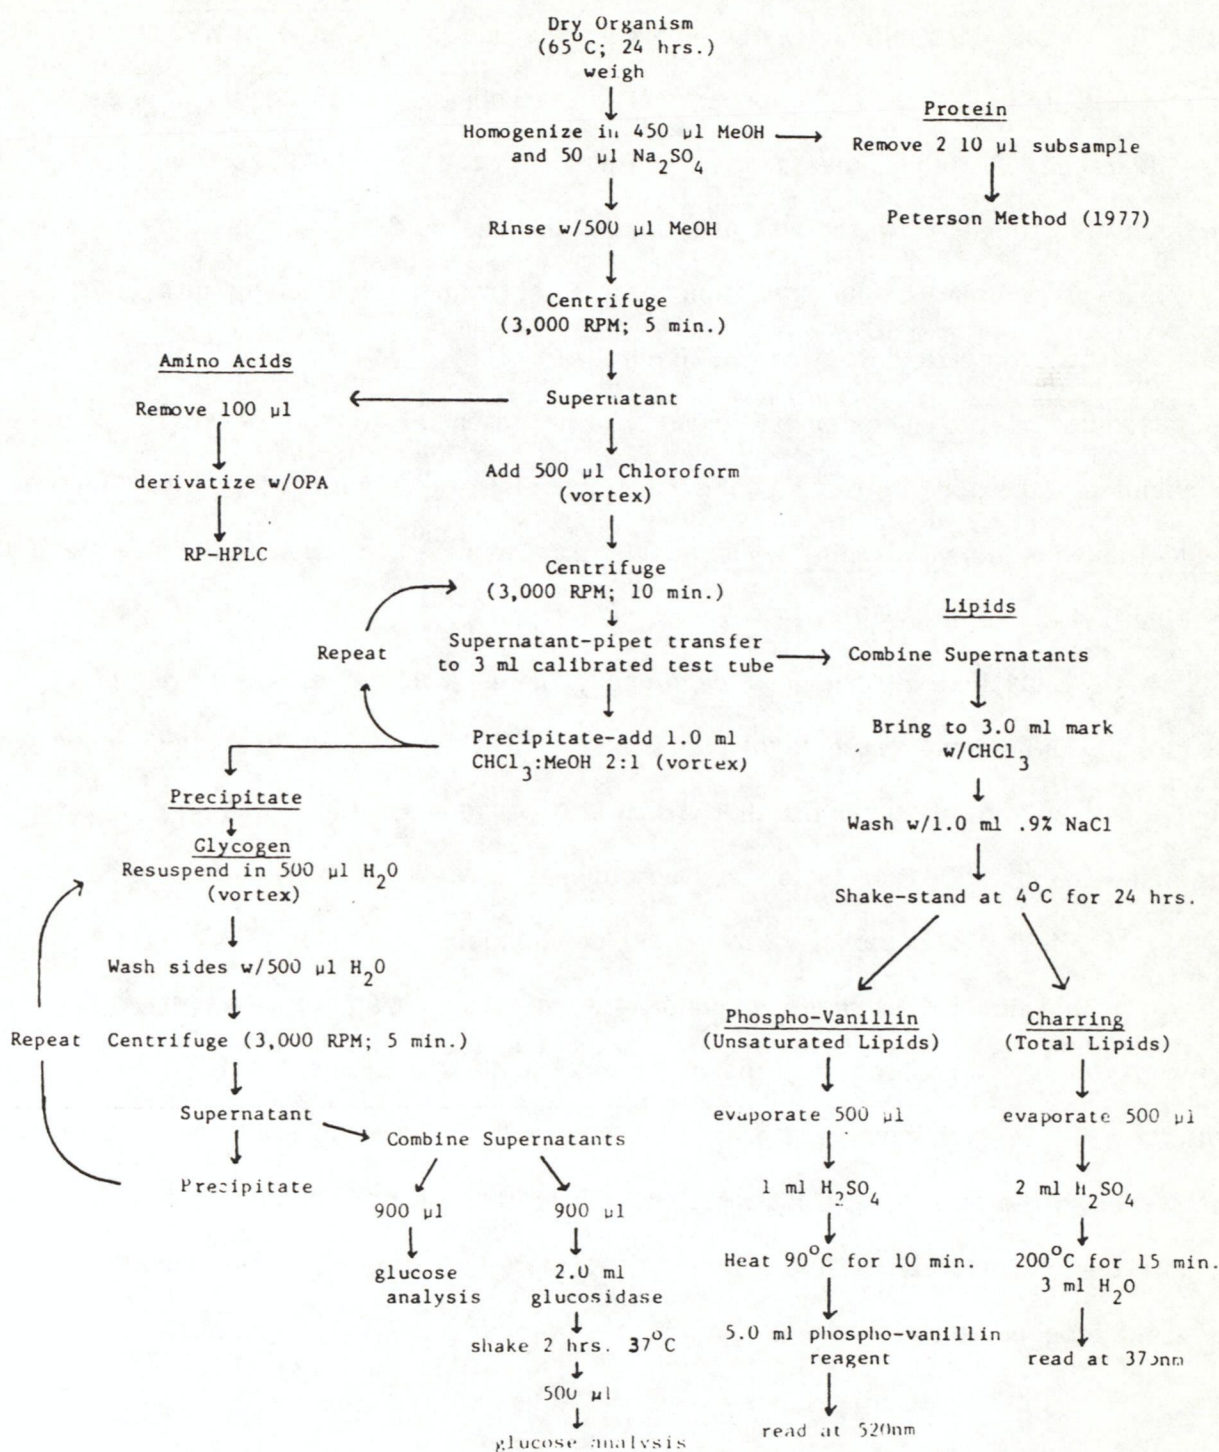 Dry Organism
(65°C; 24 hrs.)
weigh
Homogenize in 450 µl MeOH
and 50 µl Na2SO4
Protein
Remove 2 10 µl subsample
Peterson Method (1977)
Rinse w/500 µl MeOH
Centrifuge
(3,000 RPM; 5 min.)
Supernatant
Amino Acids
Remove 100 µl
derivatize w/OPA
RP-HPLC
Add 500 µl Chloroform
(vortex)
Centrifuge
(3,000 RPM; 10 min.)
Repeat
Supernatant-pipet transfer
to 3 ml calibrated test tube
Precipitate-add 1.0 ml
CHCl3:MeOH 2:1 (vortex)
Lipids
Combine Supernatants
Bring to 3.0 ml mark
w/CHCl3
Wash w/1.0 ml .9% NaCl
Shake-stand at 4°C for 24 hrs.
Precipitate
Glycogen
Resuspend in 500 µl H2O
(vortex)
Wash sides w/500 µl H2O
Repeat
Centrifuge (3,000 RPM; 5 min.)
Supernatant
Precipitate
Combine Supernatants
900 µl
glucose
analysis
900 µl
2.0 ml
glucosidase
shake 2 hrs. 37°C
500 µl
glucose analysis
Phospho-Vanillin
(Unsaturated Lipids)
evaporate 500 µl
1 ml H2SO4
Heat 90°C for 10 min.
5.0 ml phospho-vanillin
reagent
read at 520nm
Charring
(Total Lipids)
evaporate 500 µl
2 ml H2SO4
200°C for 15 min.
3 ml H2O
read at